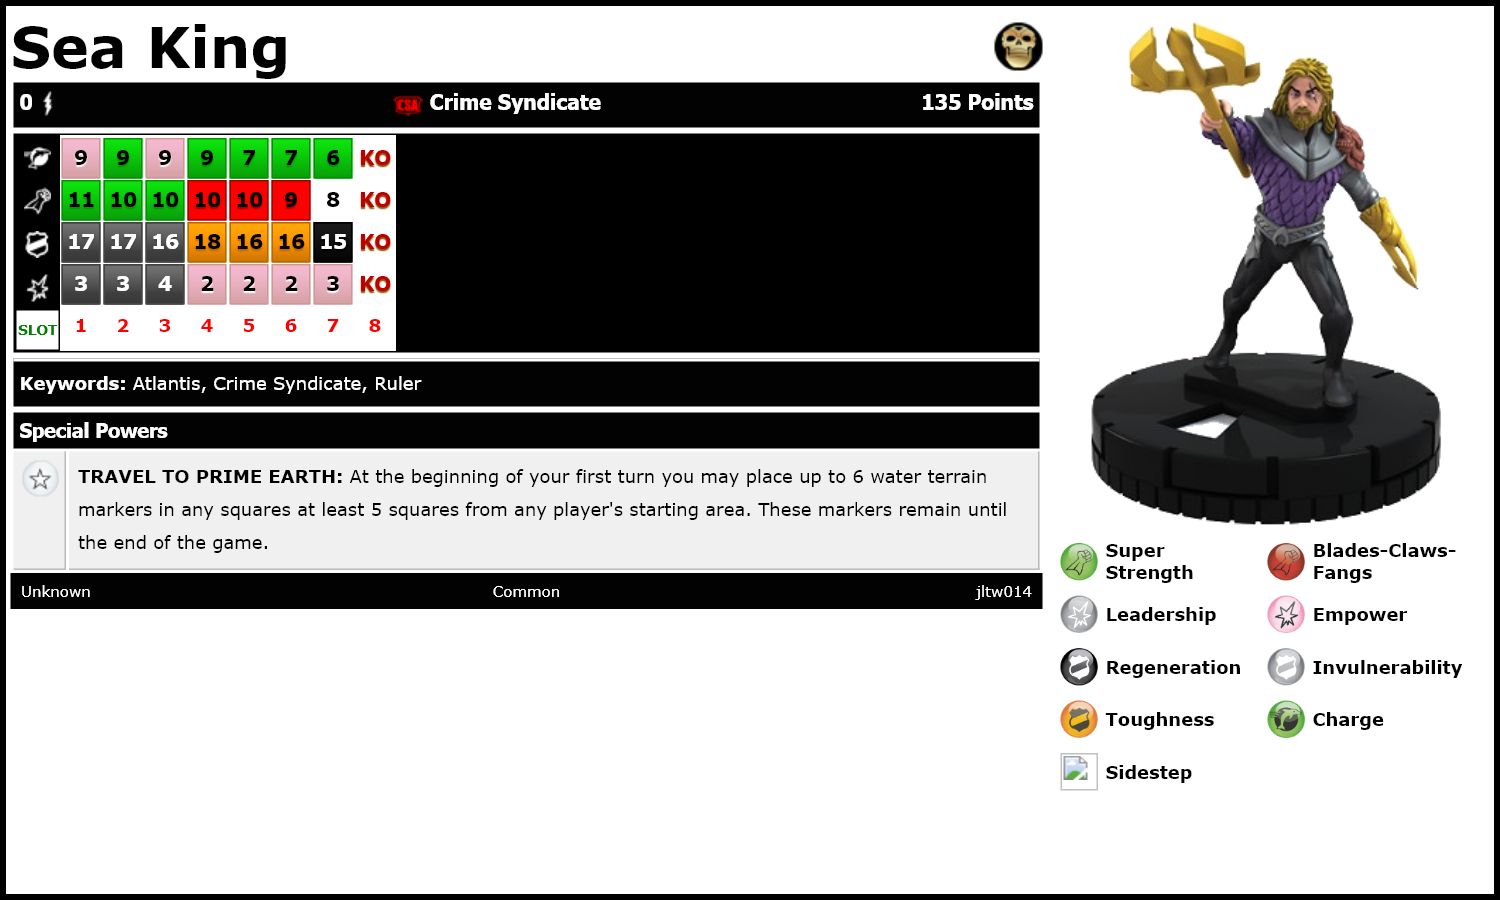 Sea King
0 CSA Crime Syndicate 135 Points
9 9 9 9 7 7 6 KO
11 10 10 10 10 9 8 KO
17 17 16 18 16 16 15 KO
3 3 4 2 2 2 3 KO
SLOT 1 2 3 4 5 6 7 8
Keywords: Atlantis, Crime Syndicate, Ruler
Special Powers
TRAVEL TO PRIME EARTH: At the beginning of your first turn you may place up to 6 water terrain
markers in any squares at least 5 squares from any player's starting area. These markers remain until
the end of the game.
Unknown Common jltw014
Super
Strength
Blades-Claws-
Fangs
Leadership Empower
Regeneration Invulnerability
Toughness Charge
Sidestep